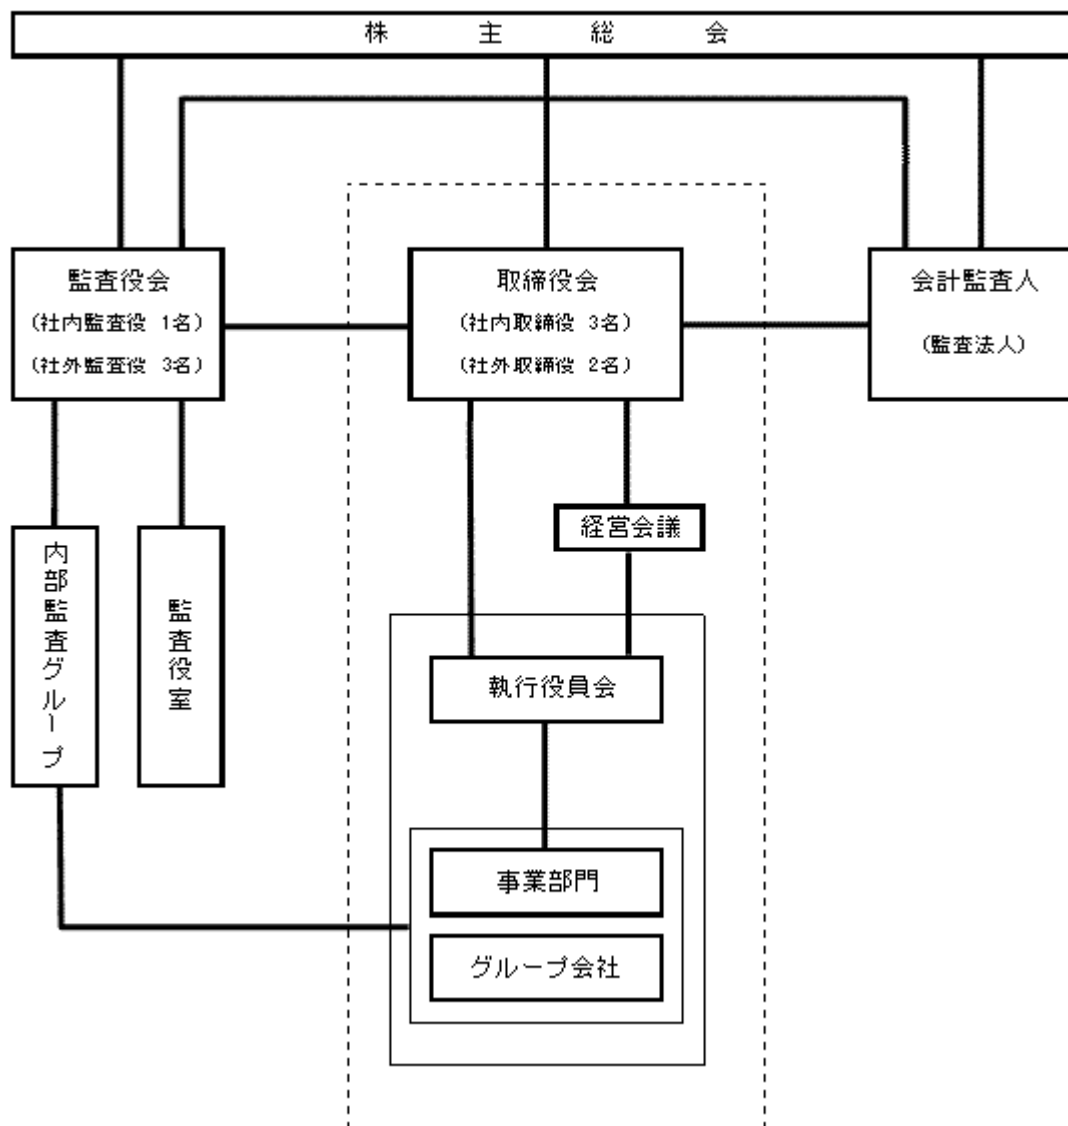 株主総会
監査役会
(社内監査役 1名)
(社外監査役 3名)
取締役会
(社内取締役 3名)
(社外取締役 2名)
会計監査人
(監査法人)
経営会議
内部監査グループ
監査役室
執行役員会
事業部門
グループ会社